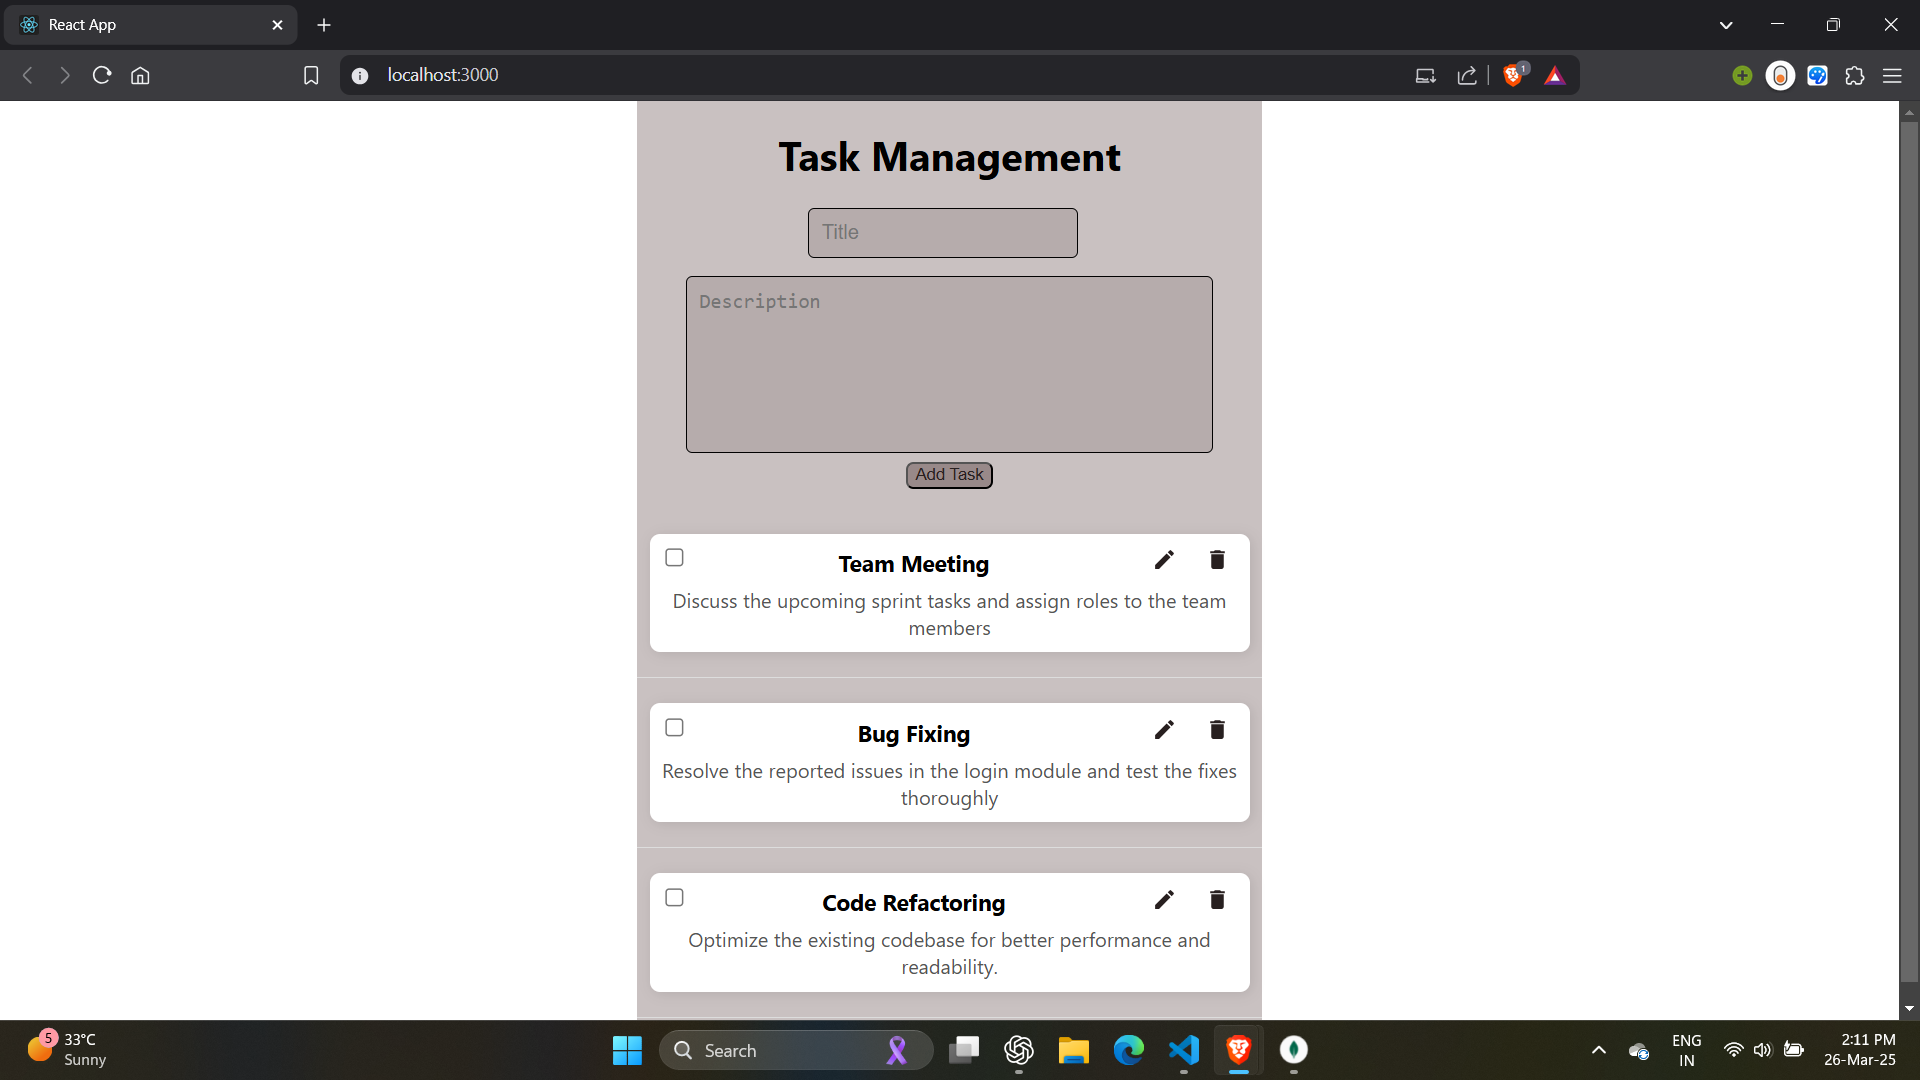 React App
localhost:3000
1
Task Management
Title
Description
Add Task
Team Meeting
Discuss the upcoming sprint tasks and assign roles to the team
members
Bug Fixing
Resolve the reported issues in the login module and test the fixes
thoroughly
Code Refactoring
Optimize the existing codebase for better performance and
readability.
5
33°C
Sunny
Search
ENG
IN
2:11 PM
26-Mar-25